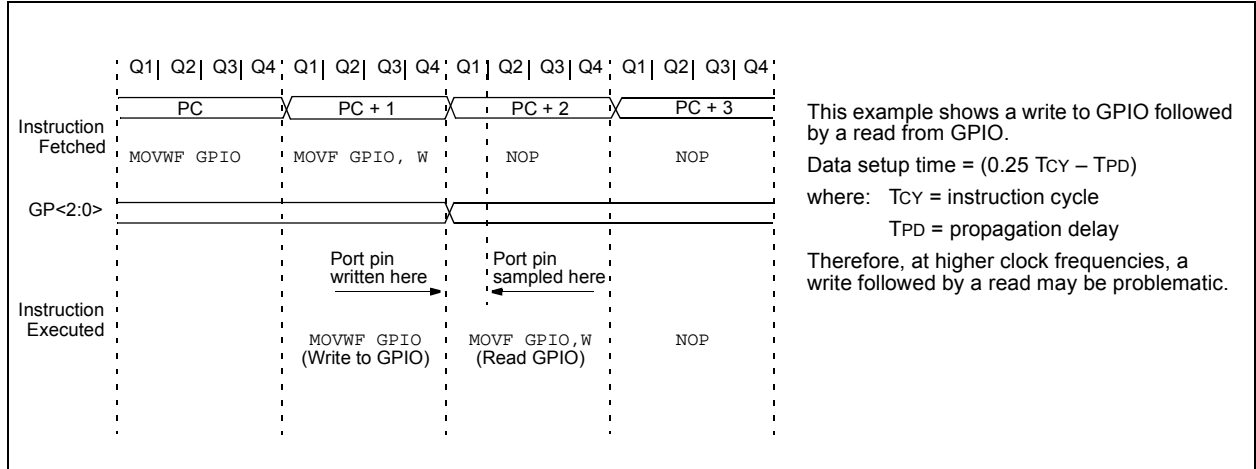 Q1| Q2| Q3| Q4 Q1| Q2| Q3| Q4 Q1| Q2| Q3| Q4 Q1| Q2| Q3| Q4
PC PC + 1 PC + 2 PC + 3
Instruction
Fetched
MOVWF GPIO MOVF GPIO, W NOP NOP
GP<2:0>
Port pin
written here
Port pin
sampled here
Instruction
Executed
MOVWF GPIO
(Write to GPIO)
MOVF GPIO,W
(Read GPIO)
NOP
This example shows a write to GPIO followed
by a read from GPIO.
Data setup time = (0.25 TCY – TPD)
where: TCY = instruction cycle
TPD = propagation delay
Therefore, at higher clock frequencies, a
write followed by a read may be problematic.